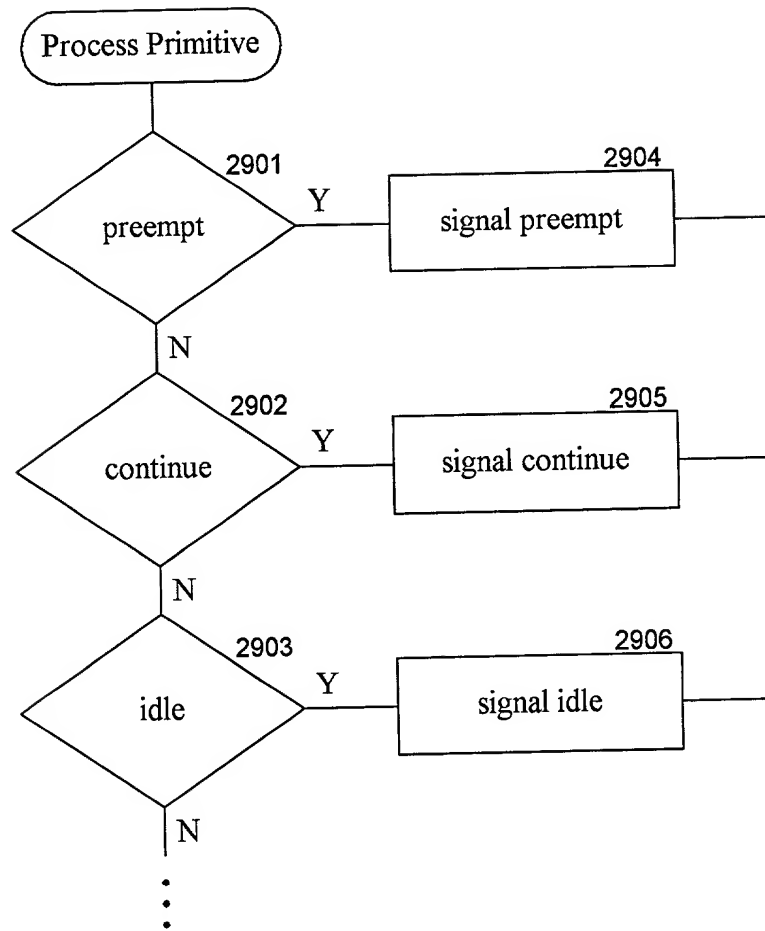 Process Primitive
2901
preempt
Y
2904
signal preempt
N
2902
continue
Y
2905
signal continue
N
2903
idle
Y
2906
signal idle
N